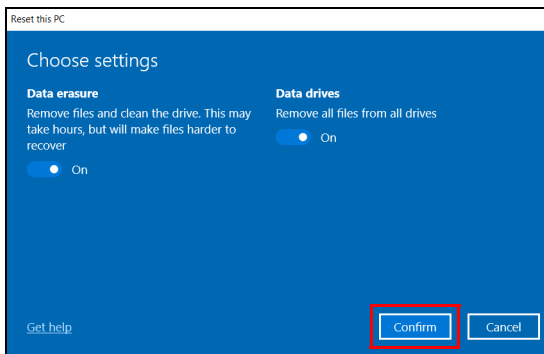 Reset this PC
Choose settings
Data erasure
Remove files and clean the drive. This may
take hours, but will make files harder to
recover
On
Data drives
Remove all files from all drives
On
Get help
Confirm
Cancel